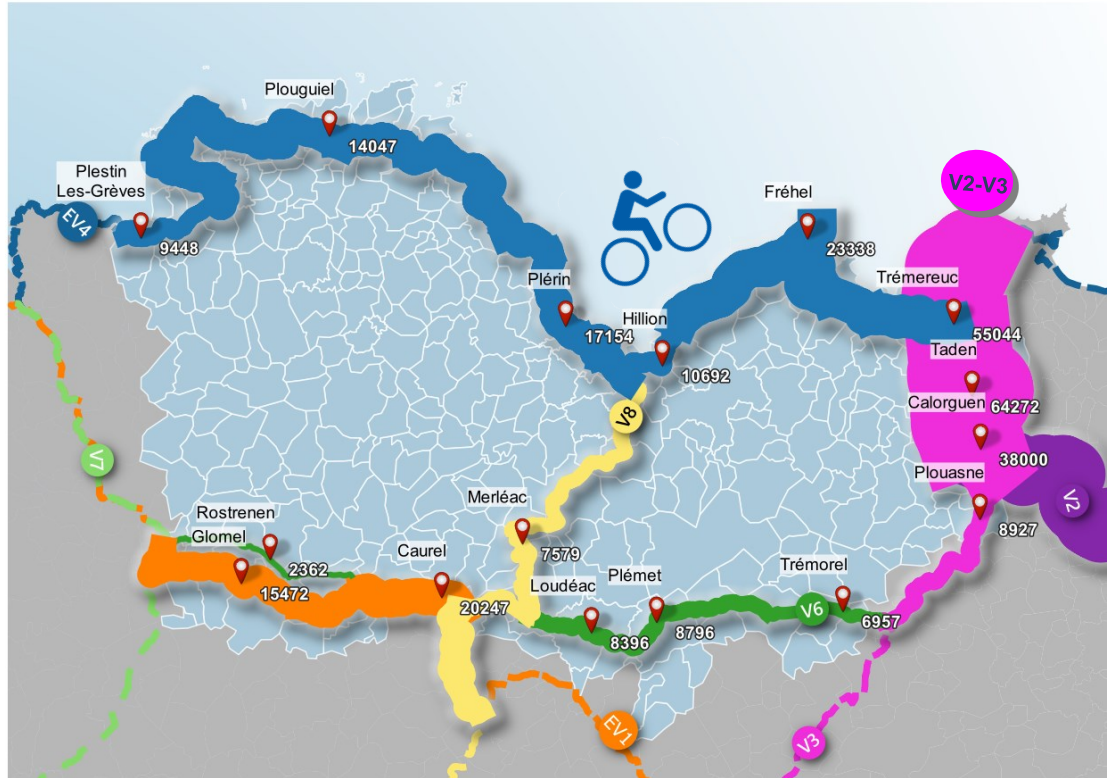 Plouguiel
14047
Plestin
Les-Grèves
EV4
9448
V2-V3
Fréhel
23338
Plérin
17154
Hillion
10692
Trémereuc
55044
Taden
64272
Calorguen
38000
Plouasne
8927
V2
V8
V7
Merléac
7579
Rostrenen
2362
Glomel
15472
Caurel
20247
Loudéac
8396
Plémet
8796
Trémorel
V6
6957
EV1
V3